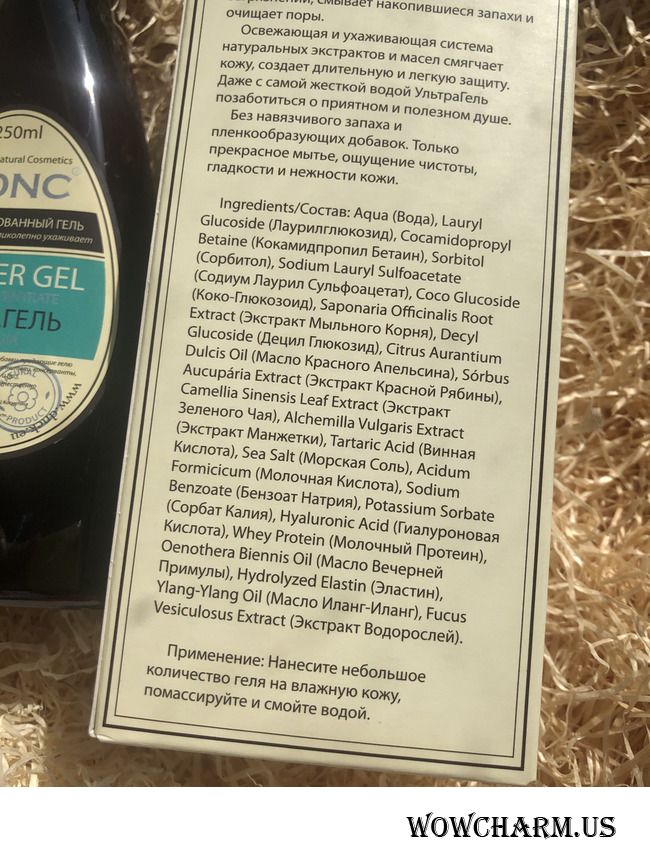 смывает накопившиеся запахи и
очищает поры.
Освежающая и ухаживающая система
натуральных экстрактов и масел смягчает
кожу, создает длительную и легкую защиту.
Даже с самой жесткой водой УльтраГель
позаботиться о приятном и полезном душе.
Без навязчивого запаха и
пленкообразующих добавок. Только
прекрасное мытье, ощущение чистоты,
гладкости и нежности кожи.
Ingredients/Состав: Aqua (Вода), Lauryl
Glucoside (Лаурилглюкозид), Cocamidopropyl
Betaine (Кокамидпропил Бетаин), Sorbitol
(Сорбитол), Sodium Lauryl Sulfoacetate
(Содиум Лаурил Сульфоацетат), Coco Glucoside
(Коко-Глюкозоид), Saponaria Officinalis Root
Extract (Экстракт Мыльного Корня), Decyl
Glucoside (Децил Глюкозид), Citrus Aurantium
Dulcis Oil (Масло Красного Апельсина), Sórbus
Aucupária Extract (Экстракт Красной Рябины),
Camellia Sinensis Leaf Extract (Экстракт
Зеленого Чая), Alchemilla Vulgaris Extract
(Экстракт Манжетки), Tartaric Acid (Винная
Кислота), Sea Salt (Морская Соль), Acidum
Formicicum (Молочная Кислота), Sodium
Benzoate (Бензоат Натрия), Potassium Sorbate
(Сорбат Калия), Hyaluronic Acid (Гиалуроновая
Кислота), Whey Protein (Молочный Протеин),
Oenothera Biennis Oil (Масло Вечерней
Примулы), Hydrolyzed Elastin (Эластин),
Ylang-Ylang Oil (Масло Иланг-Иланг), Fucus
Vesiculosus Extract (Экстракт Водорослей).
Применение: Нанесите небольшое
количество геля на влажную кожу,
помассируйте и смойте водой.
250ml
Natural Cosmetics
DNC
ОВАННЫЙ ГЕЛЬ
ликолепно ухаживает
ER GEL
ГЕЛЬ
PRODUCT
WOWCHARM.US